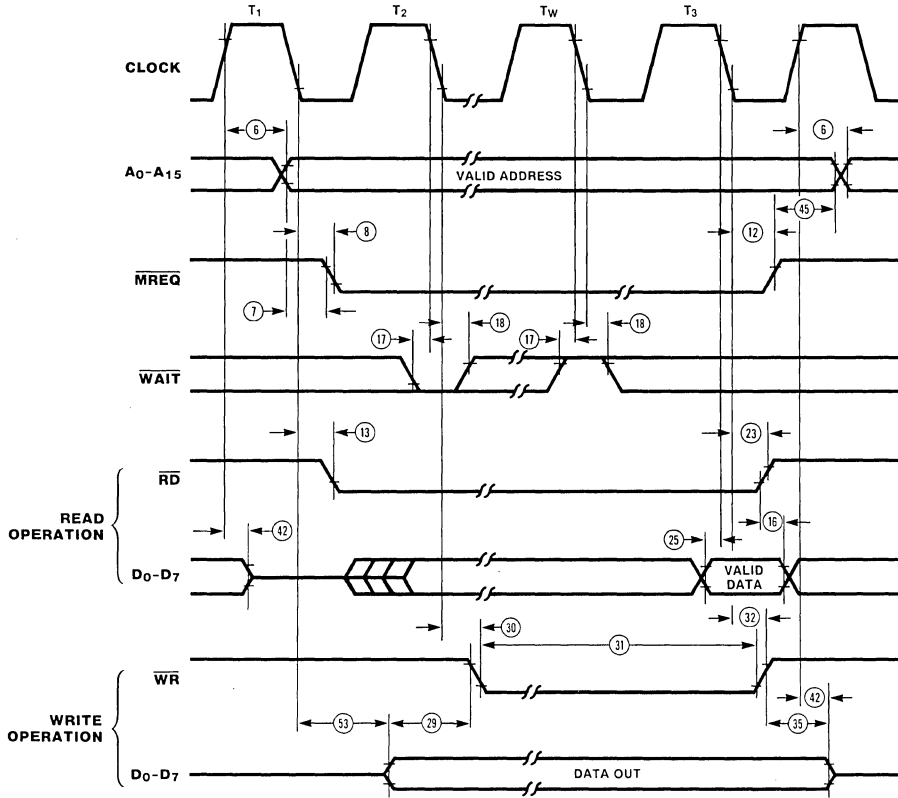 T1 T2 TW T3
CLOCK
6 6
A0-A15 VALID ADDRESS
45
8 12
MREQ
7
17 18 17 18
WAIT
13 23
RD
READ OPERATION
42 25 16
D0-D7 VALID DATA
30 31 32
WR
WRITE OPERATION
42
53 29 35
D0-D7 DATA OUT